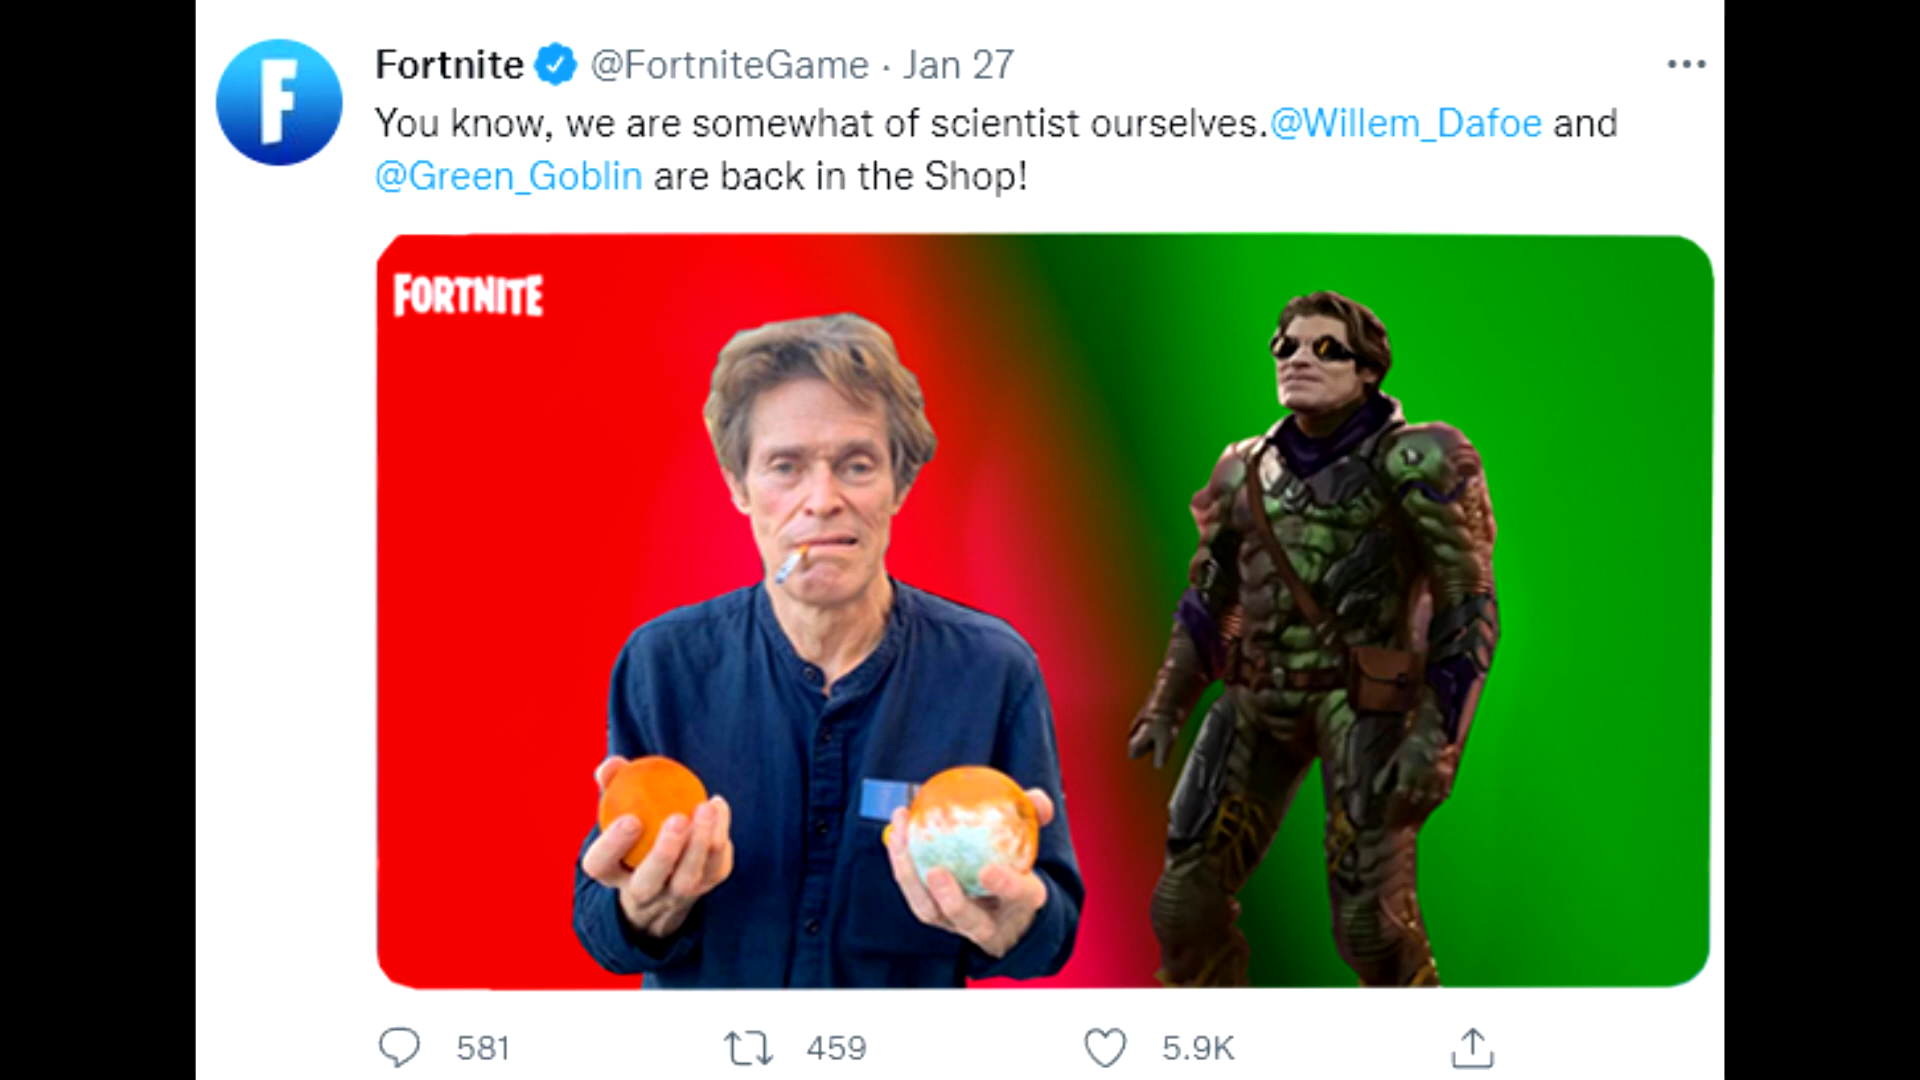 Fortnite @FortniteGame · Jan 27
You know, we are somewhat of scientist ourselves.@Willem_Dafoe and
@Green_Goblin are back in the Shop!
FORTNITE
581 459 5.9K